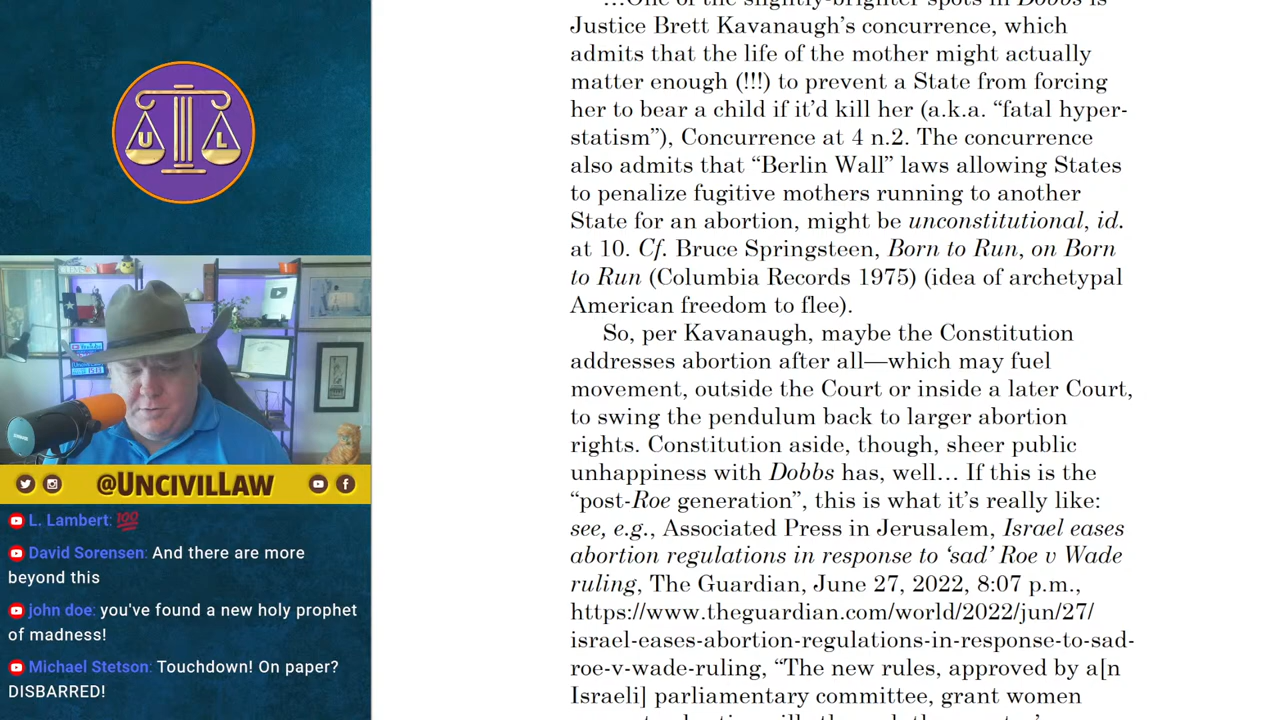 U L
@UNCIVILLAW
L. Lambert: 💯
David Sorensen: And there are more
beyond this
john doe: you've found a new holy prophet
of madness!
Michael Stetson: Touchdown! On paper?
DISBARRED!
…One of the slightly-brighter spots in Dobbs is
Justice Brett Kavanaugh’s concurrence, which
admits that the life of the mother might actually
matter enough (!!!) to prevent a State from forcing
her to bear a child if it’d kill her (a.k.a. “fatal hyper-
statism”), Concurrence at 4 n.2. The concurrence
also admits that “Berlin Wall” laws allowing States
to penalize fugitive mothers running to another
State for an abortion, might be unconstitutional, id.
at 10. Cf. Bruce Springsteen, Born to Run, on Born
to Run (Columbia Records 1975) (idea of archetypal
American freedom to flee).
So, per Kavanaugh, maybe the Constitution
addresses abortion after all—which may fuel
movement, outside the Court or inside a later Court,
to swing the pendulum back to larger abortion
rights. Constitution aside, though, sheer public
unhappiness with Dobbs has, well… If this is the
“post-Roe generation”, this is what it’s really like:
see, e.g., Associated Press in Jerusalem, Israel eases
abortion regulations in response to ‘sad’ Roe v Wade
ruling, The Guardian, June 27, 2022, 8:07 p.m.,
https://www.theguardian.com/world/2022/jun/27/
israel-eases-abortion-regulations-in-response-to-sad-
roe-v-wade-ruling, “The new rules, approved by a[n
Israeli] parliamentary committee, grant women